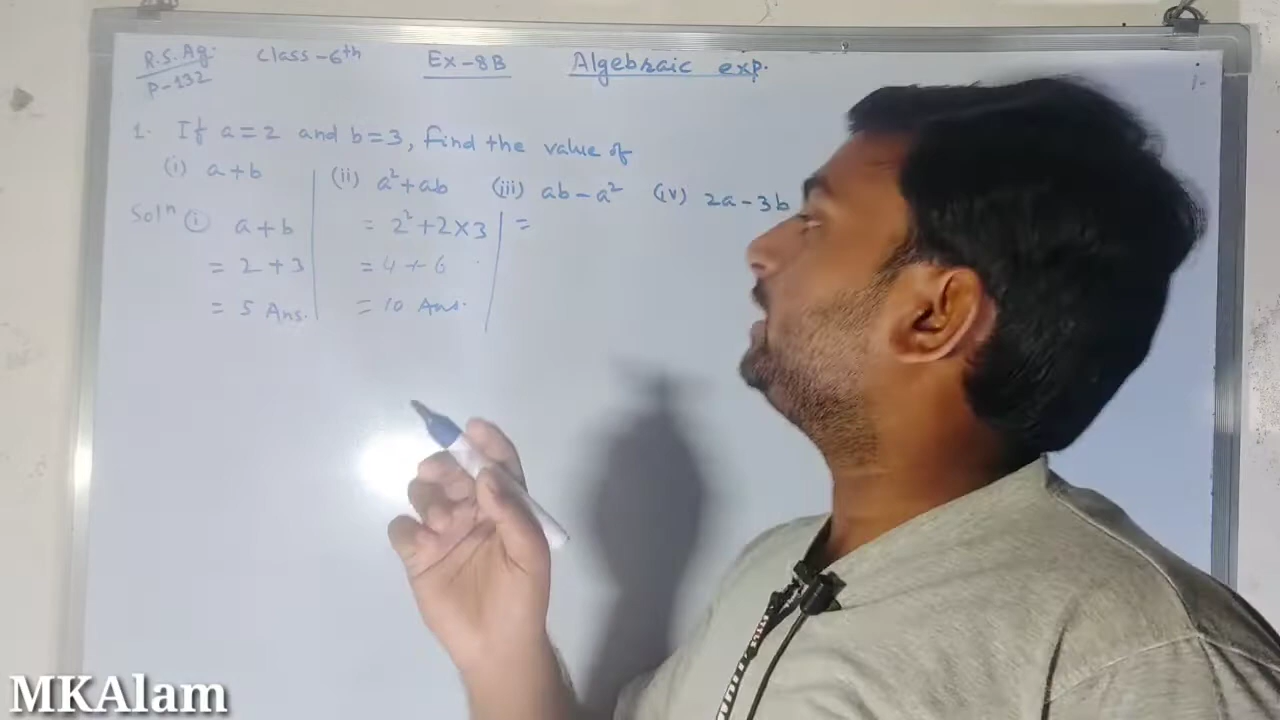 R.S.Ag. Class-6th Ex-8B Algebraic exp.
P-132
1. If a=2 and b=3, find the value of
(i) a+b (ii) a²+ab (iii) ab-a² (iv) 2a-3b
Solⁿ (i) a+b = 2²+2×3 =
= 2+3 = 4+6
= 5 Ans. = 10 Ans.
MKAlam